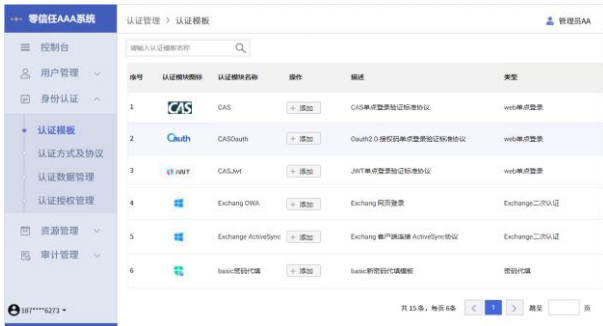 零信任AAA系统
认证管理 > 认证模板
管理员AA
控制台
用户管理
身份认证
认证模板
认证方式及协议
认证数据管理
认证授权管理
资源管理
审计管理
187****6273
请输入认证模板名称
序号 认证模块图标 认证模块名称 操作 描述 类型
1 CAS CAS + 添加 CAS单点登录验证标准协议 web单点登录
2 Oauth CASOauth + 添加 Oauth2.0-授权码单点登录验证标准协议 web单点登录
3 JWT CASJwt + 添加 JWT单点登录验证标准协议 web单点登录
4 Exchang OWA + 添加 Exchang 网页登录 Exchange二次认证
5 Exchange ActiveSync + 添加 Exchang 客户端连接 ActiveSync协议 Exchange二次认证
6 basic密码代填 + 添加 basic新密码代填模板 密码代填
共 15 条，每页 6条 < 1 > 跳至 页